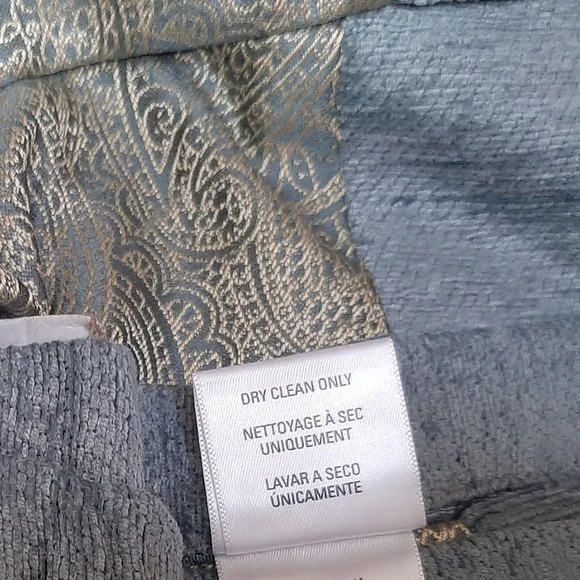 DRY CLEAN ONLY
NETTOYAGE À SEC
UNIQUEMENT
LAVAR A SECO
ÚNICAMENTE